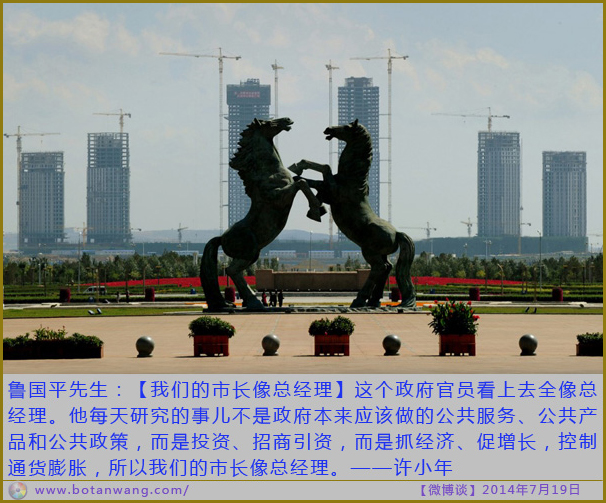 鲁国平先生：【我们的市长像总经理】这个政府官员看上去全像总
经理。他每天研究的事儿不是政府本来应该做的公共服务、公共产
品和公共政策，而是投资、招商引资，而是抓经济、促增长，控制
通货膨胀，所以我们的市长像总经理。——许小年
www.botanwang.com/
【微博谈】2014年7月19日